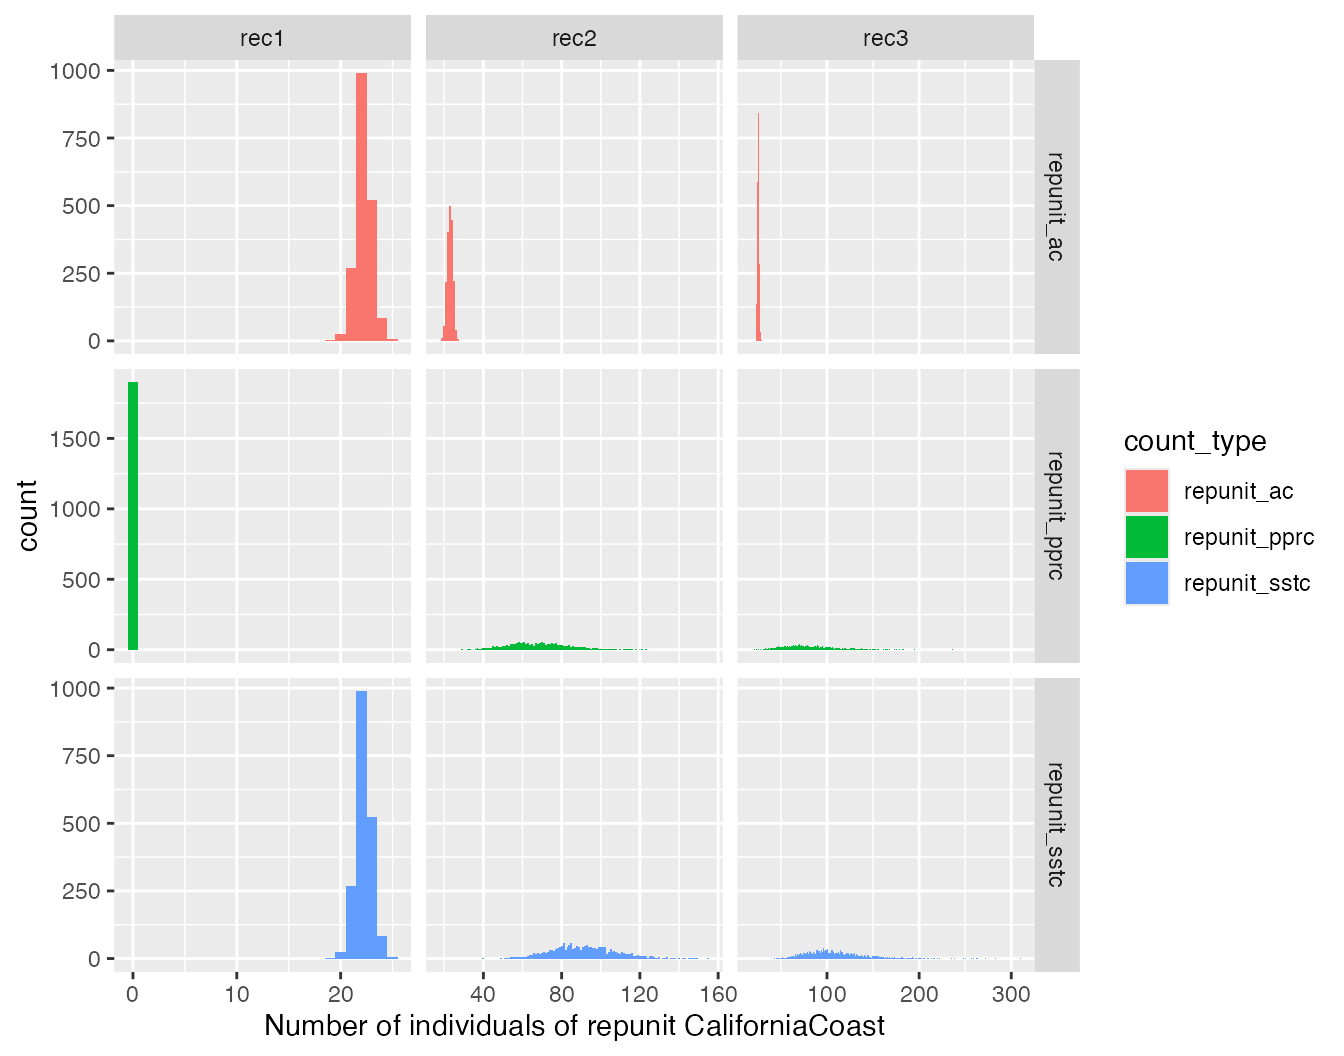 rec1 rec2 rec3
1000
750
500
250
0
repunit_ac
1500
1000
500
0
repunit_pprc
1000
750
500
250
0
repunit_sstc
0 10 20 40 80 120 160 100 200 300
Number of individuals of repunit CaliforniaCoast
count
count_type
repunit_ac
repunit_pprc
repunit_sstc